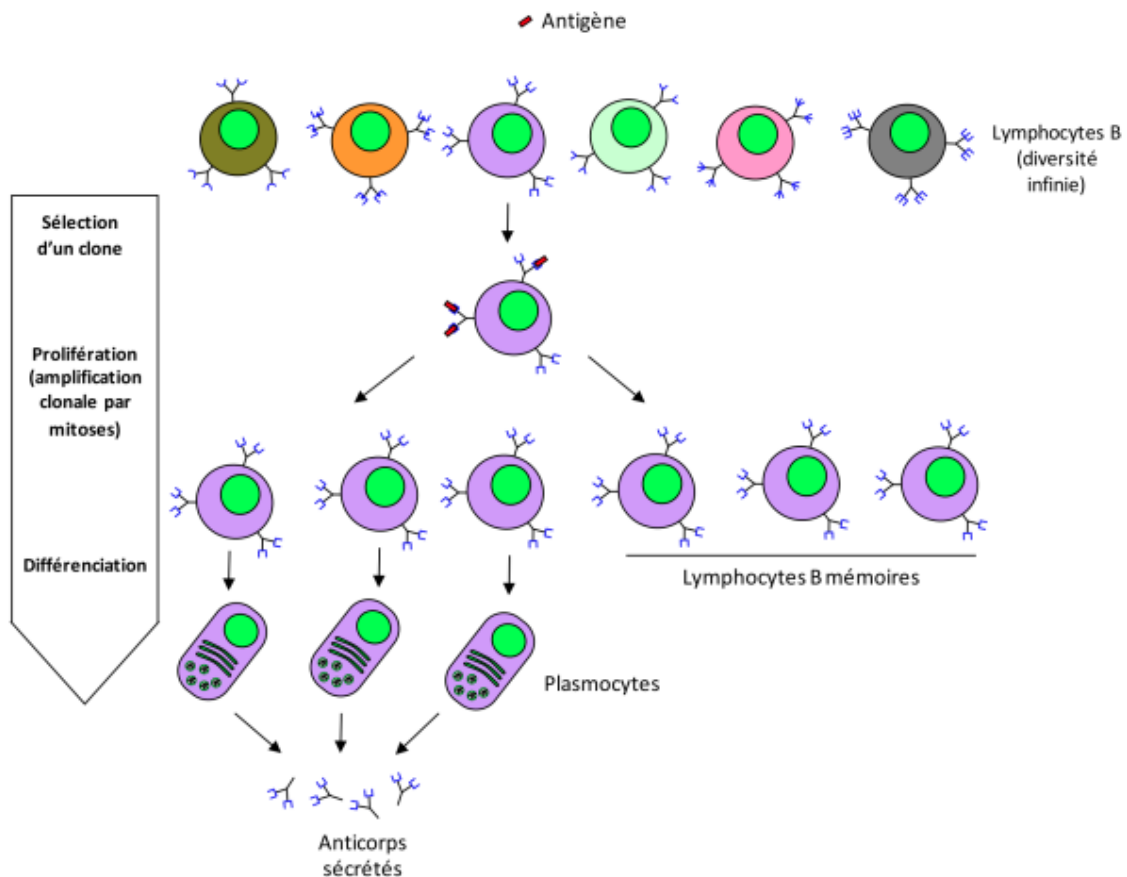 Antigène
Lymphocytes B
(diversité
infinie)
Sélection
d'un clone
Prolifération
(amplification
clonale par
mitoses)
Différenciation
Lymphocytes B mémoires
Plasmocytes
Anticorps
sécrétés